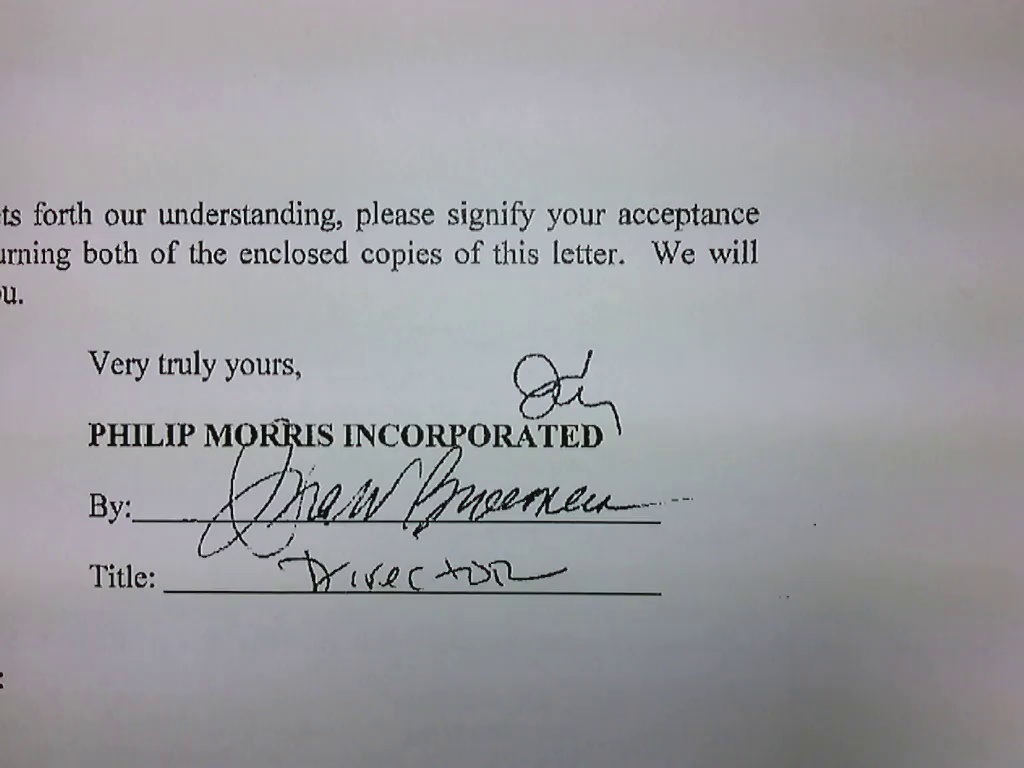 ts forth our understanding, please signify your acceptance
urning both of the enclosed copies of this letter. We will
ou.
Very truly yours,
PHILIP MORRIS INCORPORATED
By:
Title: Director